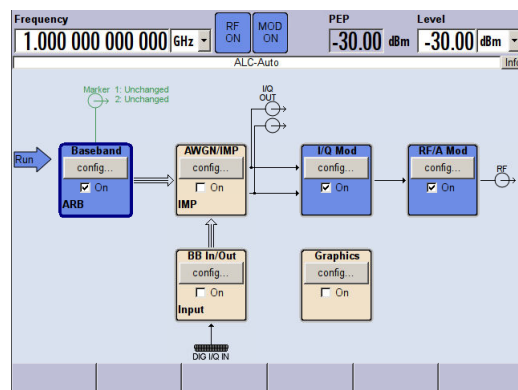 Frequency
1.000 000 000 000 GHz
RF ON
MOD ON
PEP
-30.00 dBm
Level
-30.00 dBm
ALC-Auto
Info
Marker 1: Unchanged
2: Unchanged
I/Q
OUT
Run
Baseband
config...
On
ARB
AWGN/IMP
config...
On
IMP
I/Q Mod
config...
On
RF/A Mod
config...
On
RF
BB In/Out
config...
On
Input
Graphics
config...
On
DIG I/Q IN